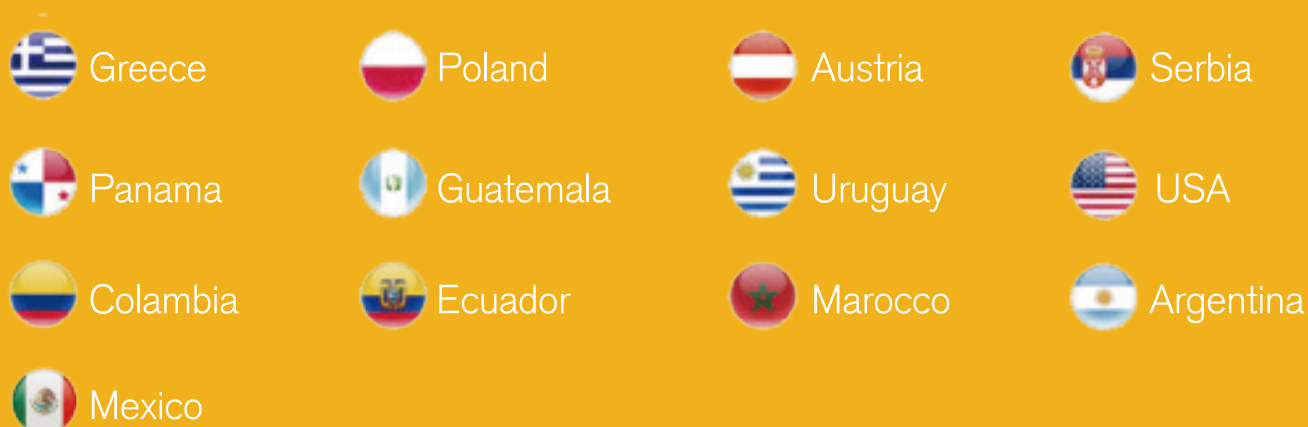 Greece Poland Austria Serbia
Panama Guatemala Uruguay USA
Colambia Ecuador Marocco Argentina
Mexico